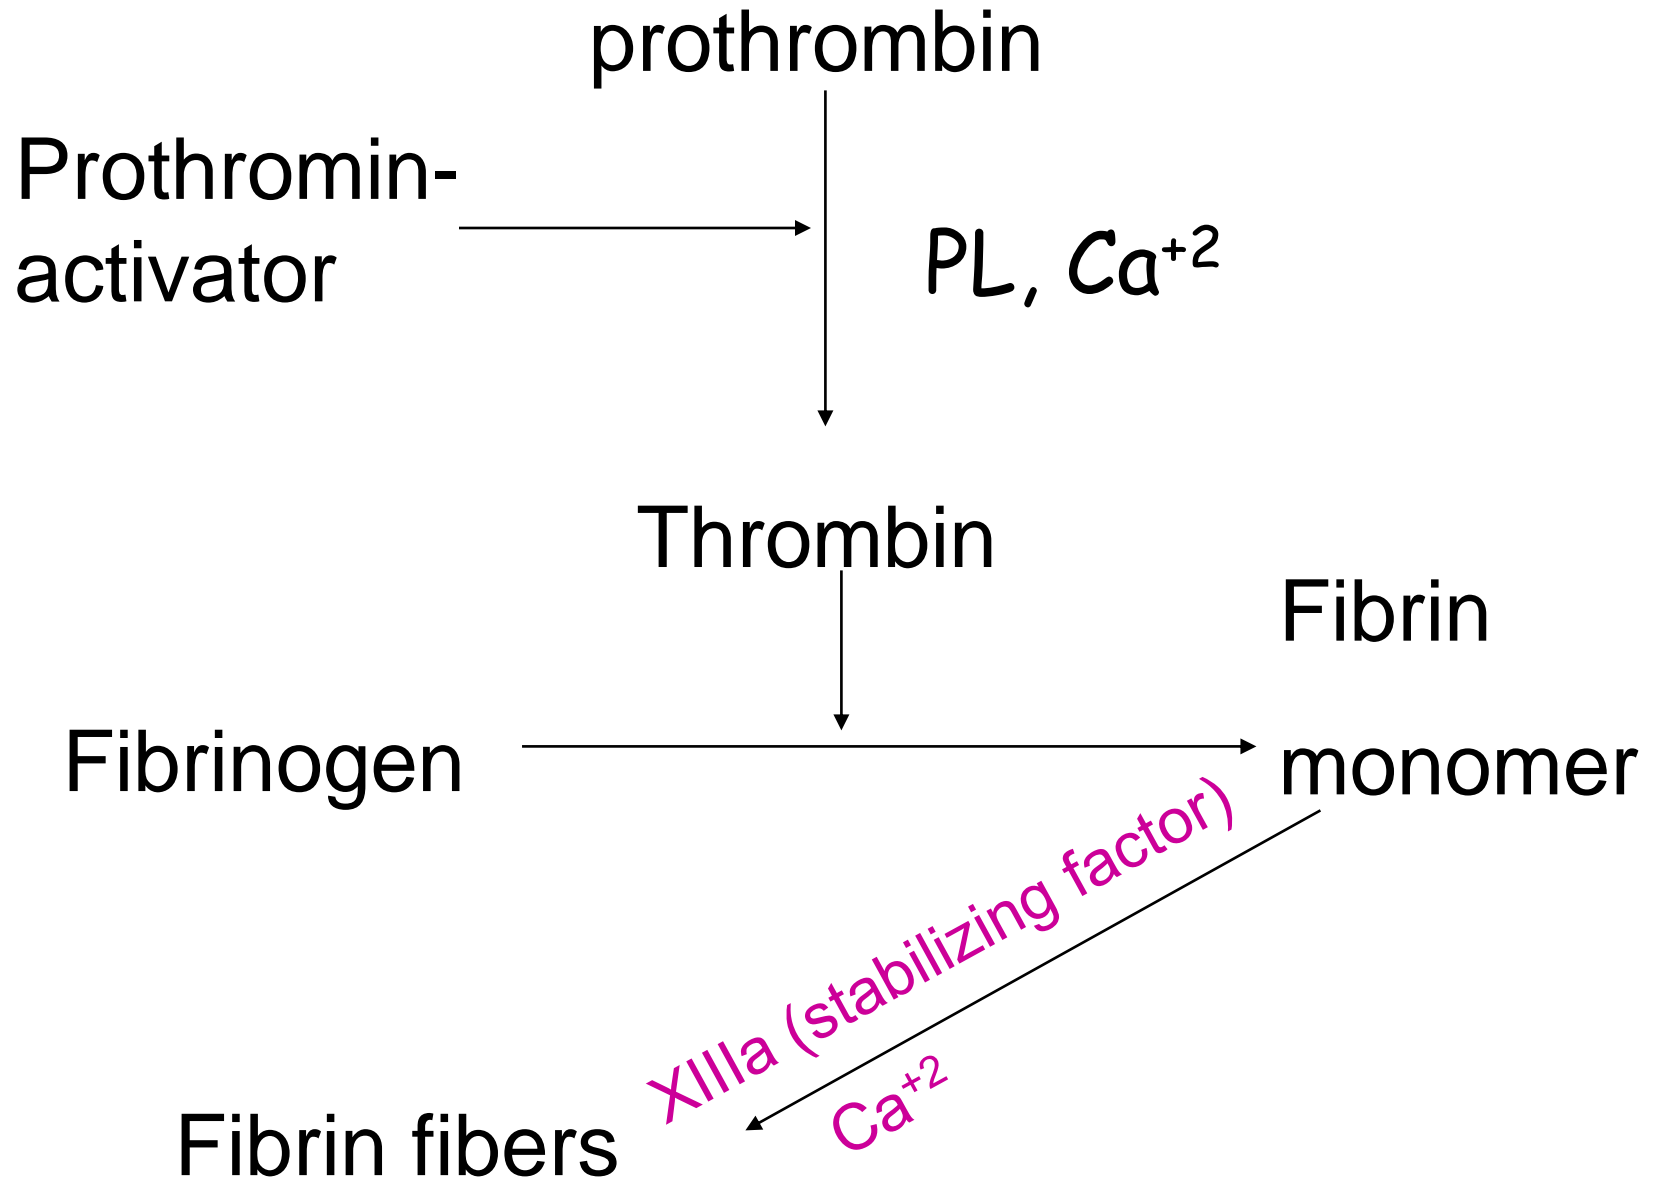 prothrombin
Prothromin-
activator
PL, Ca+2
Thrombin
Fibrin
Fibrinogen
monomer
XIIIa (stabilizing factor)
Ca+2
Fibrin fibers